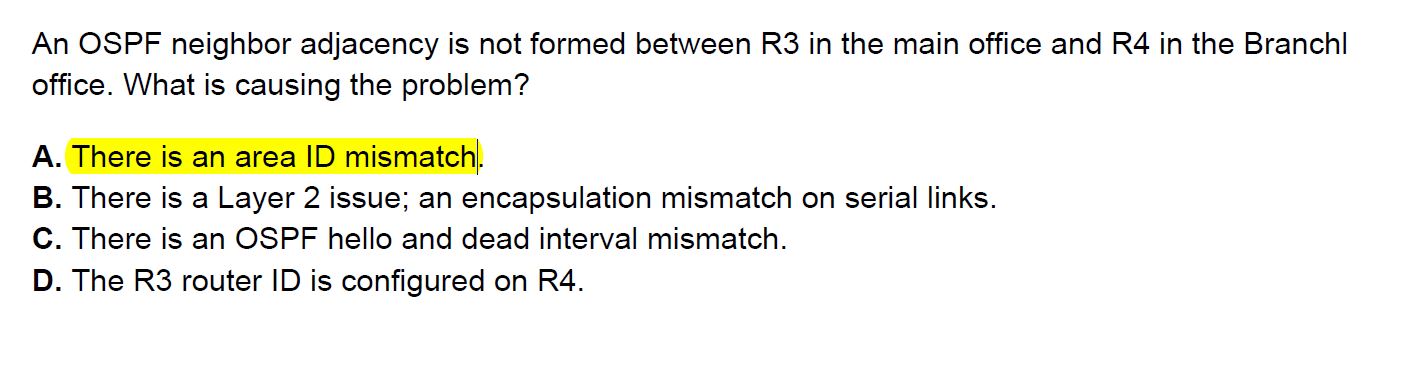 An OSPF neighbor adjacency is not formed between R3 in the main office and R4 in the Branchl
office. What is causing the problem?
A. There is an area ID mismatch.
B. There is a Layer 2 issue; an encapsulation mismatch on serial links.
C. There is an OSPF hello and dead interval mismatch.
D. The R3 router ID is configured on R4.